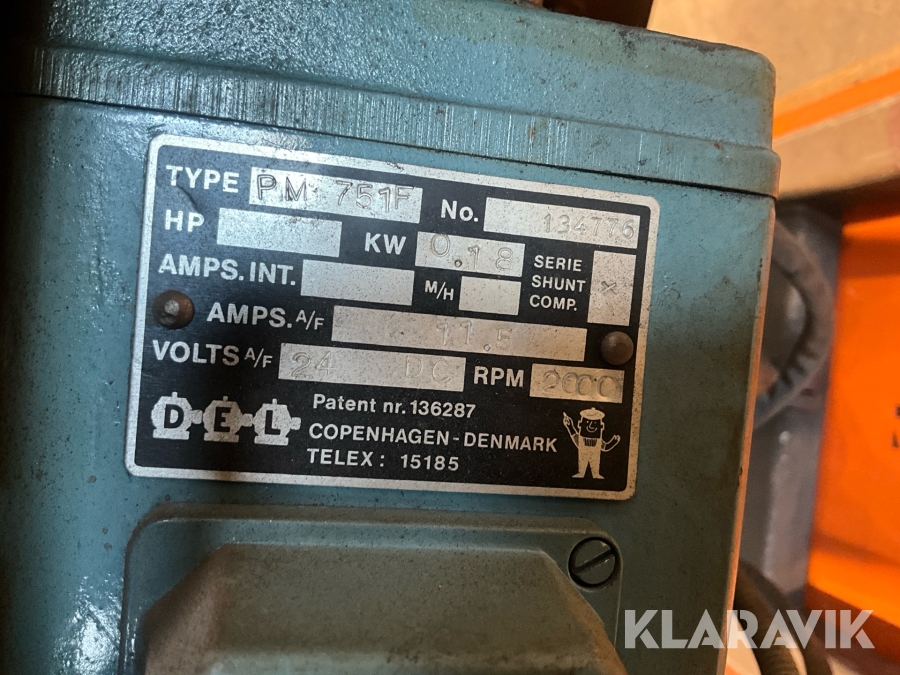 TYPE PM 751F No. 134776
HP KW 0.18 SERIE
SHUNT x
COMP.
AMPS.INT. M/H
AMPS.A/F 11.5
VOLTS A/F 24 DC RPM 2000
D-E-L Patent nr. 136287
COPENHAGEN-DENMARK
TELEX: 15185
KLARAVIK